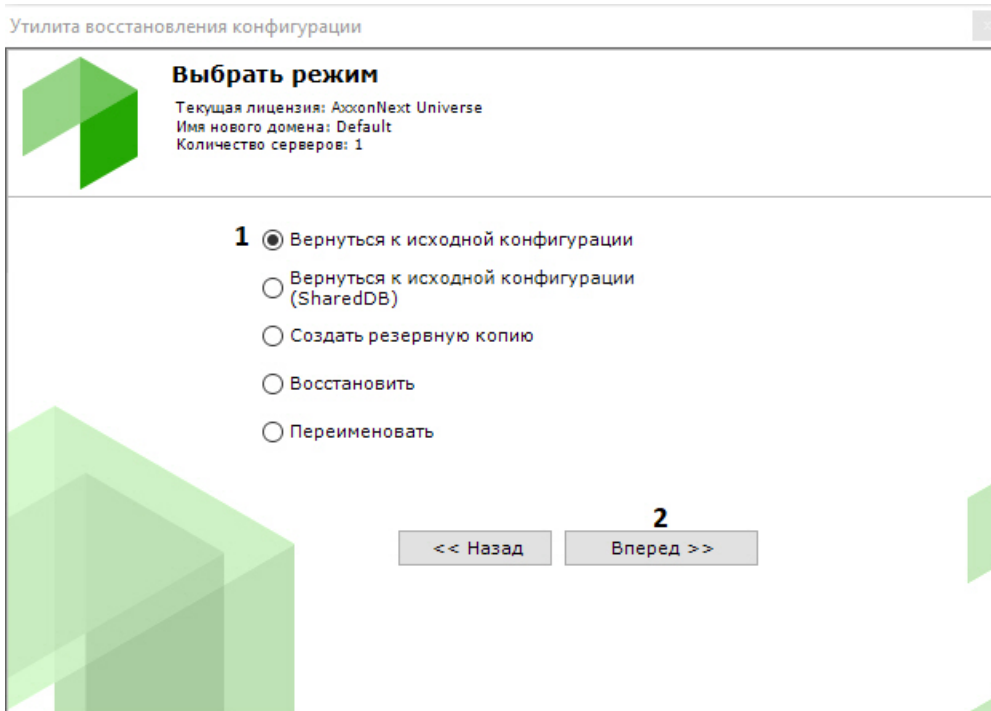 Утилита восстановления конфигурации
Выбрать режим
Текущая лицензия: AxxonNext Universe
Имя нового домена: Default
Количество серверов: 1
1 Вернуться к исходной конфигурации
Вернуться к исходной конфигурации
(SharedDB)
Создать резервную копию
Восстановить
Переименовать
2
<< Назад Вперед >>